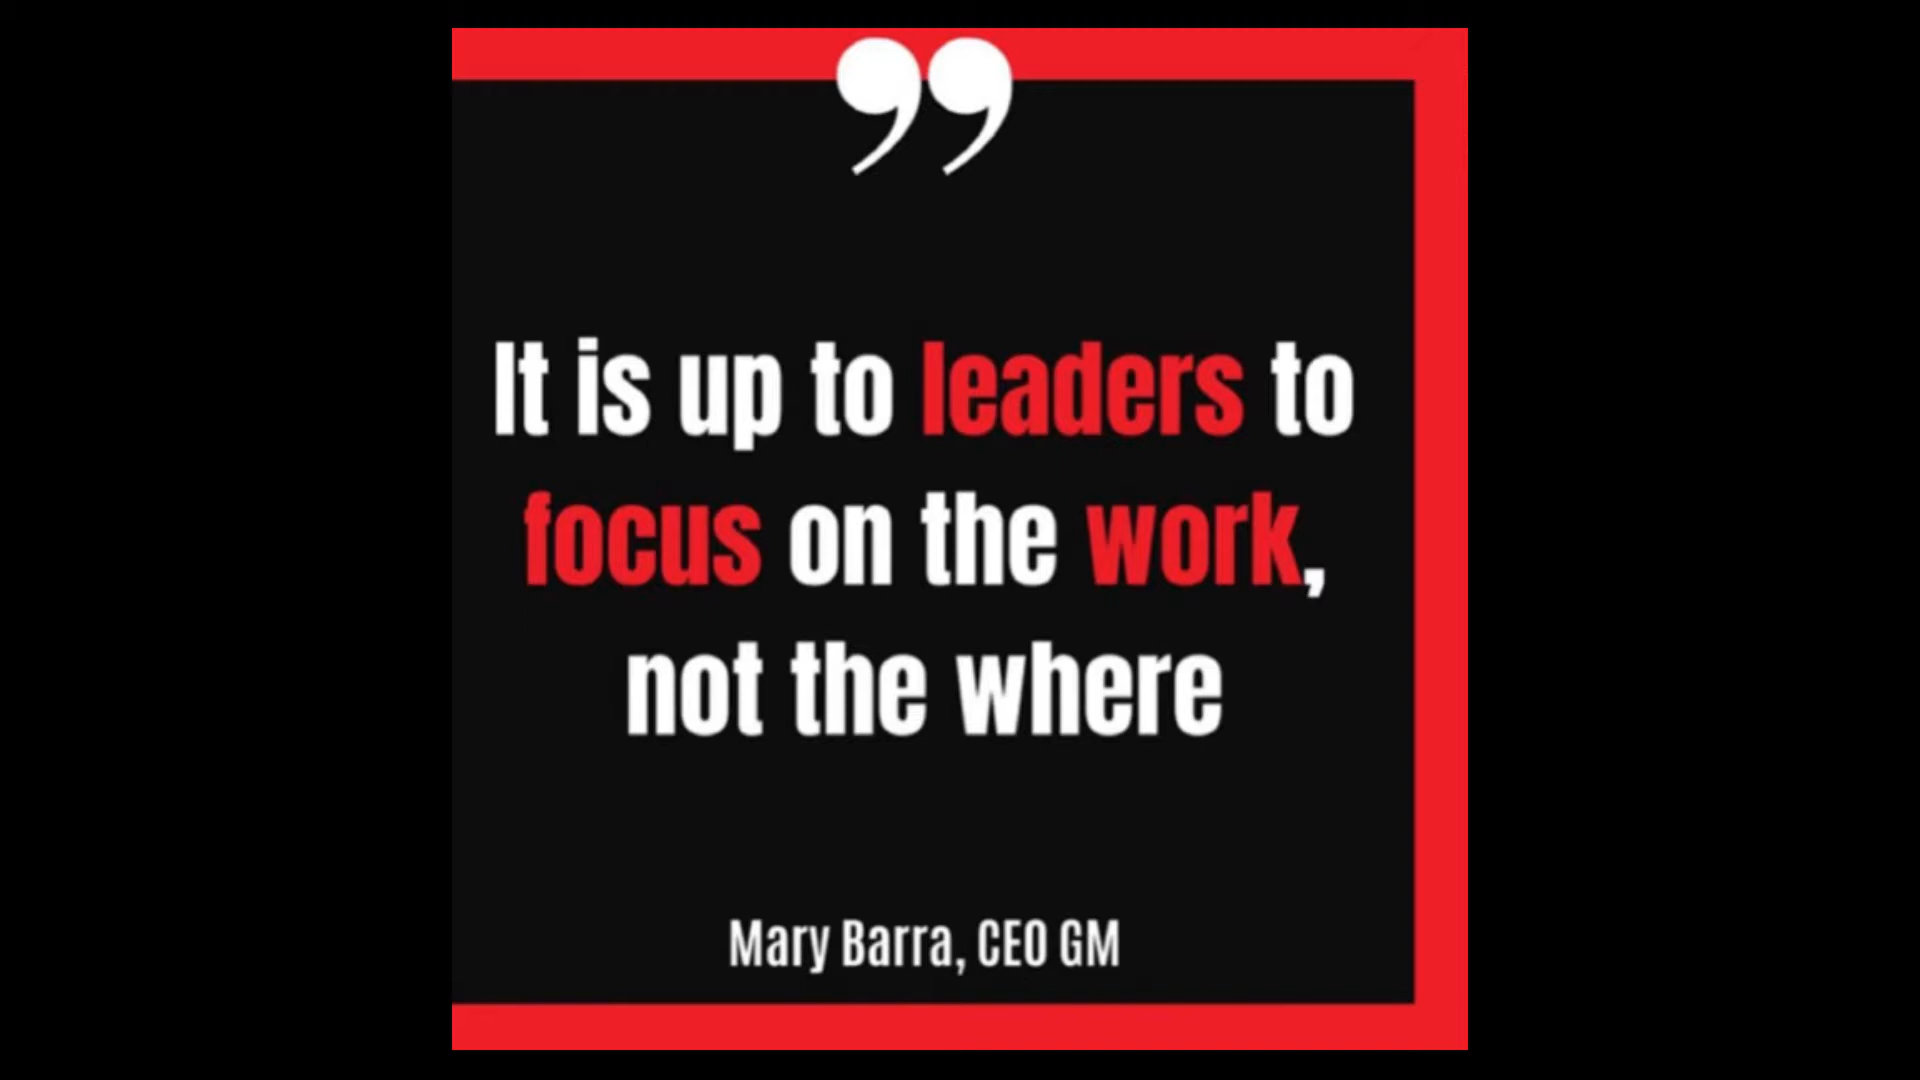 ”
It is up to leaders to
focus on the work,
not the where
Mary Barra, CEO GM